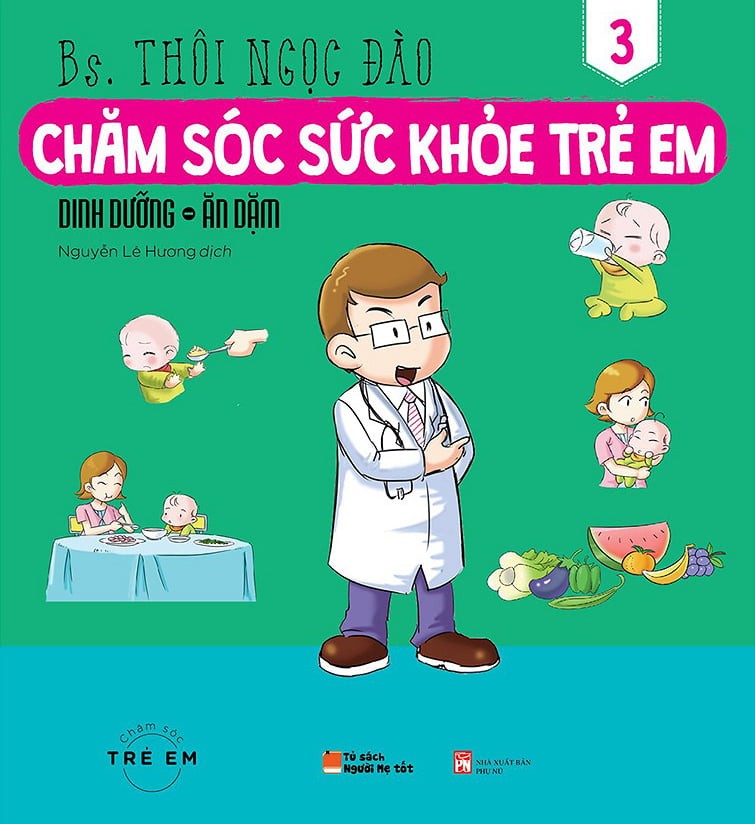 3
Bs. THÔI NGỌC ĐÀO
CHĂM SÓC SỨC KHỎE TRẺ EM
DINH DƯỠNG - ĂN DẶM
Nguyễn Lê Hương dịch
Chăm sóc
TRẺ EM
Tủ sách
Người Mẹ tốt
PN
NHÀ XUẤT BẢN
PHỤ NỮ